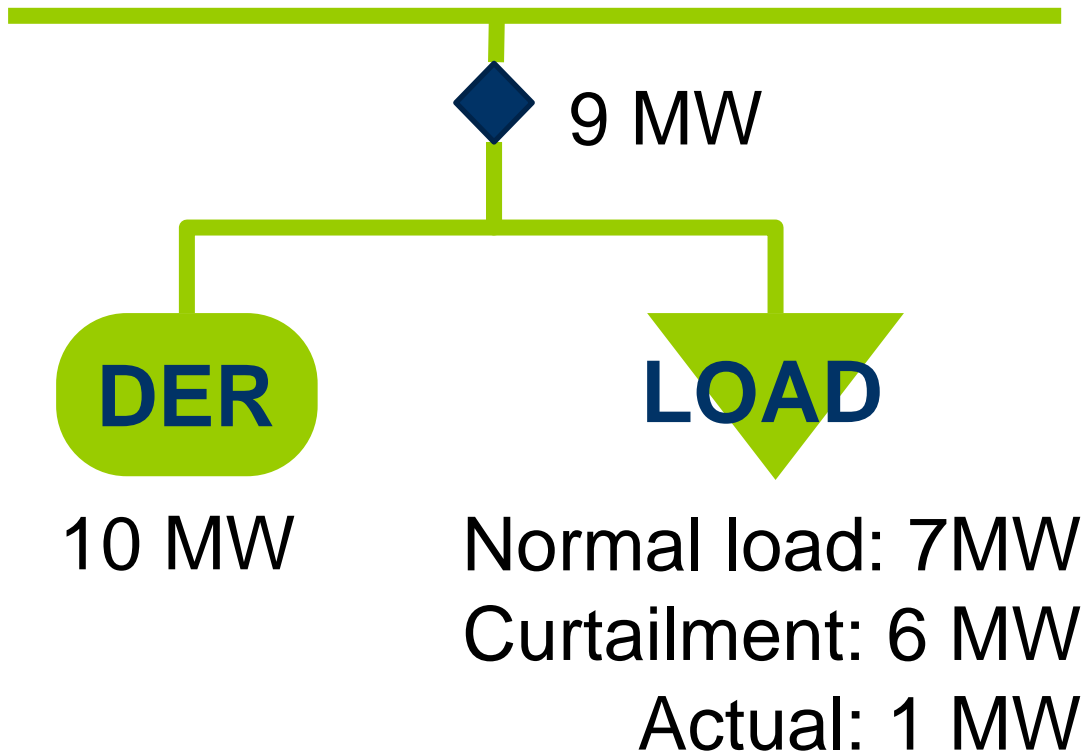 9 MW
DER
LOAD
10 MW
Normal load: 7MW
Curtailment: 6 MW
Actual: 1 MW